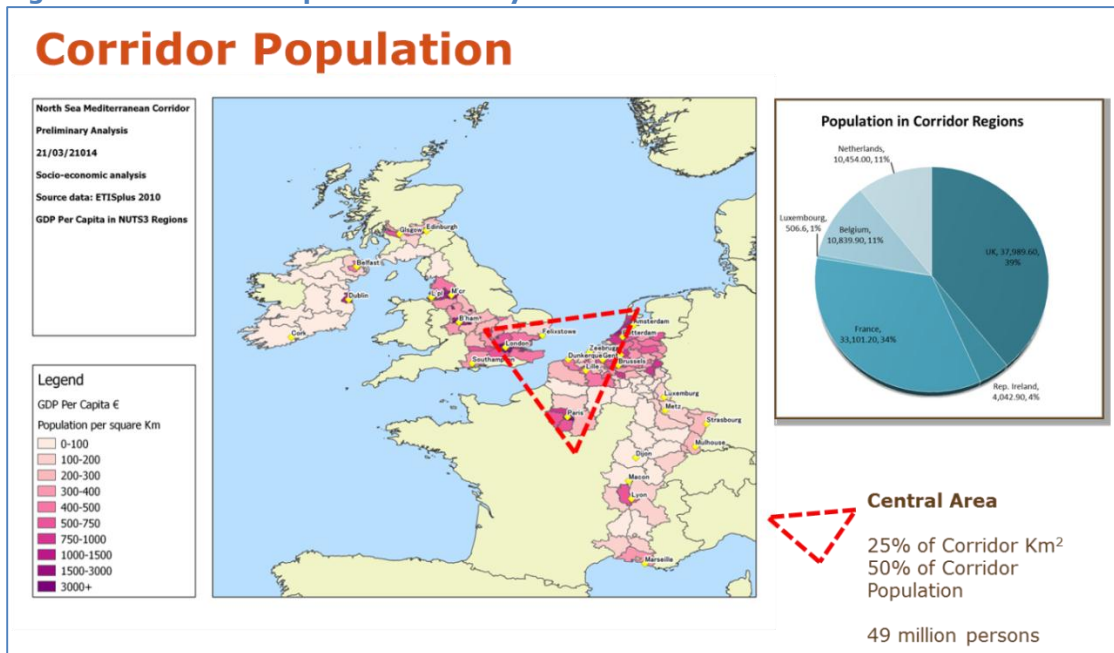 Corridor Population
North Sea Mediterranean Corridor
Preliminary Analysis
21/03/21014
Socio-economic analysis
Source data: ETISplus 2010
GDP Per Capita in NUTS3 Regions
Legend
GDP Per Capita €
Population per square Km
0-100
100-200
200-300
300-400
400-500
500-750
750-1000
1000-1500
1500-3000
3000+
Glasgow
Edinburgh
Belfast
Dublin
Cork
L'pl
M'cr
B'ham
Felixstowe
London
Southampton
Amsterdam
Rotterdam
Zeebrug
Dunkerque
Gent
Brussels
Lille
Luxemburg
Metz
Paris
Strasbourg
Mulhouse
Dijon
Macon
Lyon
Marseille
Population in Corridor Regions
Netherlands,
10,454.00, 11%
Luxembourg,
506.6, 1%
Belgium,
10,839.90, 11%
UK, 37,989.60,
39%
France,
33,101.20, 34%
Rep. Ireland,
4,042.90, 4%
Central Area
25% of Corridor Km²
50% of Corridor
Population
49 million persons